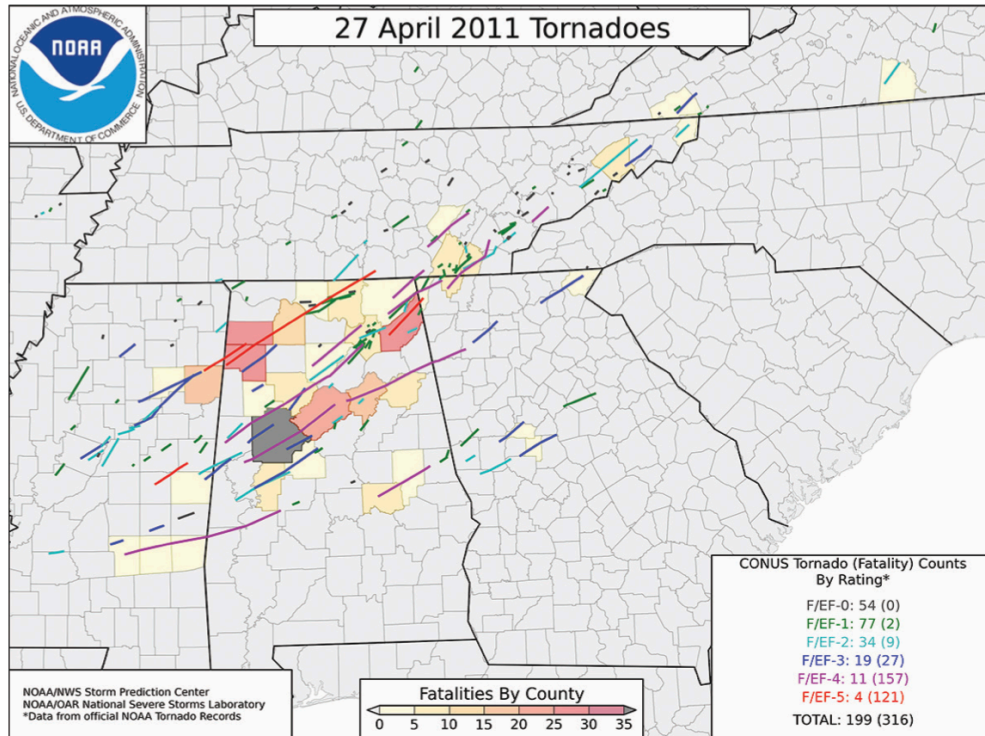 27 April 2011 Tornadoes
NATIONAL OCEANIC AND ATMOSPHERIC ADMINISTRATION
NOAA
U.S. DEPARTMENT OF COMMERCE
CONUS Tornado (Fatality) Counts
By Rating*
F/EF-0: 54 (0)
F/EF-1: 77 (2)
F/EF-2: 34 (9)
F/EF-3: 19 (27)
F/EF-4: 11 (157)
F/EF-5: 4 (121)
TOTAL: 199 (316)
NOAA/NWS Storm Prediction Center
NOAA/OAR National Severe Storms Laboratory
*Data from official NOAA Tornado Records
Fatalities By County
0 5 10 15 20 25 30 35